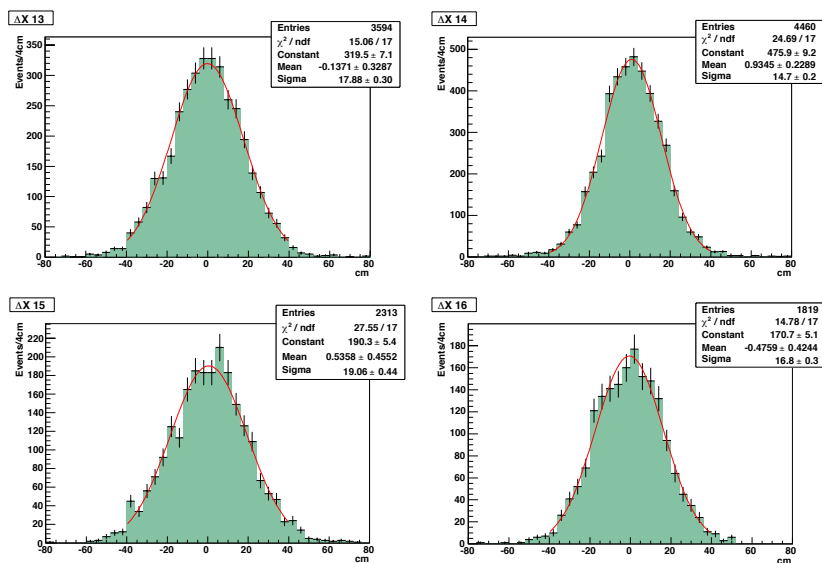 ΔX 13
Entries 3594
χ² / ndf 15.06 / 17
Constant 319.5 ± 7.1
Mean -0.1371 ± 0.3287
Sigma 17.88 ± 0.30
Events/4cm
350
300
250
200
150
100
50
0
-80 -60 -40 -20 0 20 40 60 80
cm
ΔX 14
Entries 4460
χ² / ndf 24.69 / 17
Constant 475.9 ± 9.2
Mean 0.9345 ± 0.2289
Sigma 14.7 ± 0.2
Events/4cm
500
400
300
200
100
0
-80 -60 -40 -20 0 20 40 60 80
cm
ΔX 15
Entries 2313
χ² / ndf 27.55 / 17
Constant 190.3 ± 5.4
Mean 0.5358 ± 0.4552
Sigma 19.06 ± 0.44
Events/4cm
220
200
180
160
140
120
100
80
60
40
20
0
-80 -60 -40 -20 0 20 40 60 80
cm
ΔX 16
Entries 1819
χ² / ndf 14.78 / 17
Constant 170.7 ± 5.1
Mean -0.4759 ± 0.4244
Sigma 16.8 ± 0.3
Events/4cm
180
160
140
120
100
80
60
40
20
0
-80 -60 -40 -20 0 20 40 60 80
cm